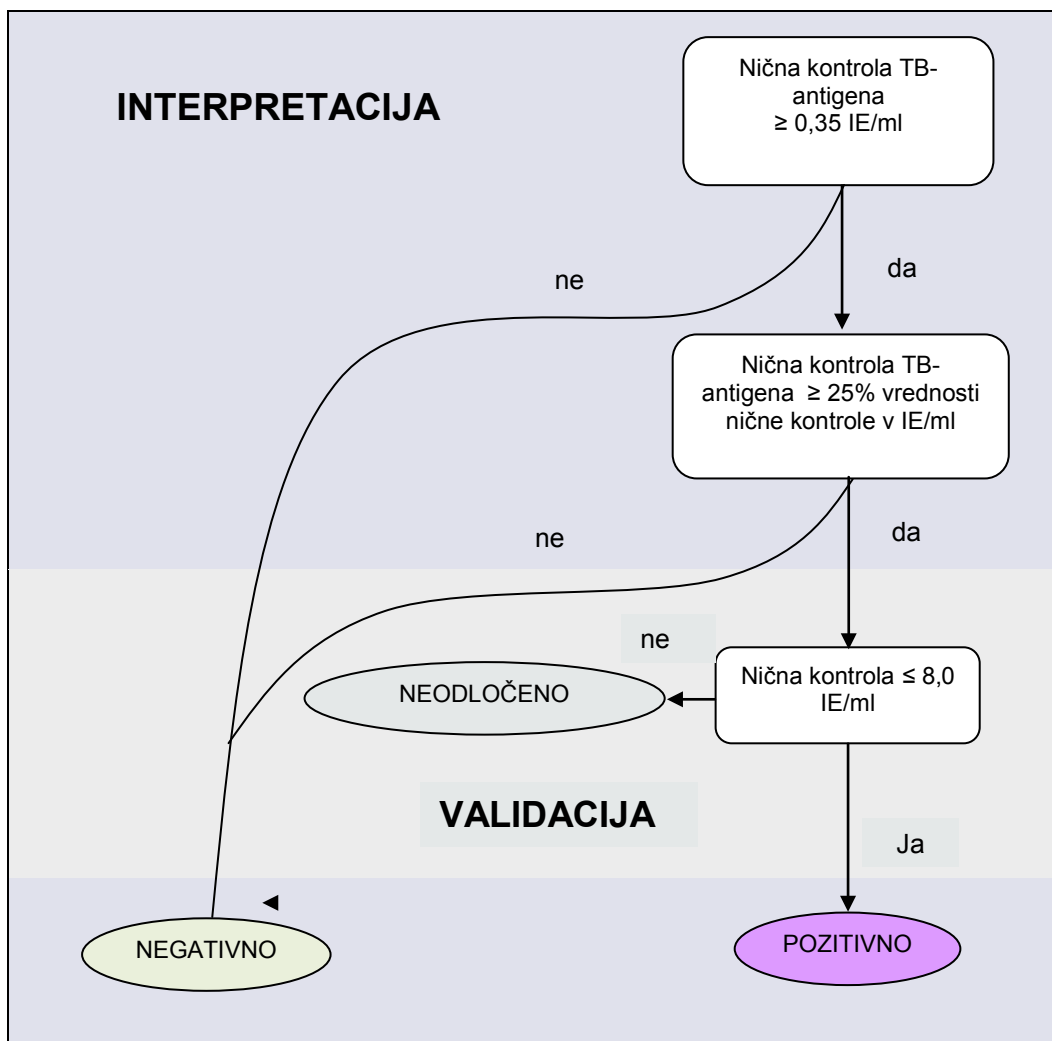 INTERPRETACIJA
Nična kontrola TB-
antigena
≥ 0,35 IE/ml
ne
da
Nična kontrola TB-
antigena ≥ 25% vrednosti
nične kontrole v IE/ml
ne
da
ne
NEODLOČENO
Nična kontrola ≤ 8,0
IE/ml
VALIDACIJA
Ja
NEGATIVNO
POZITIVNO